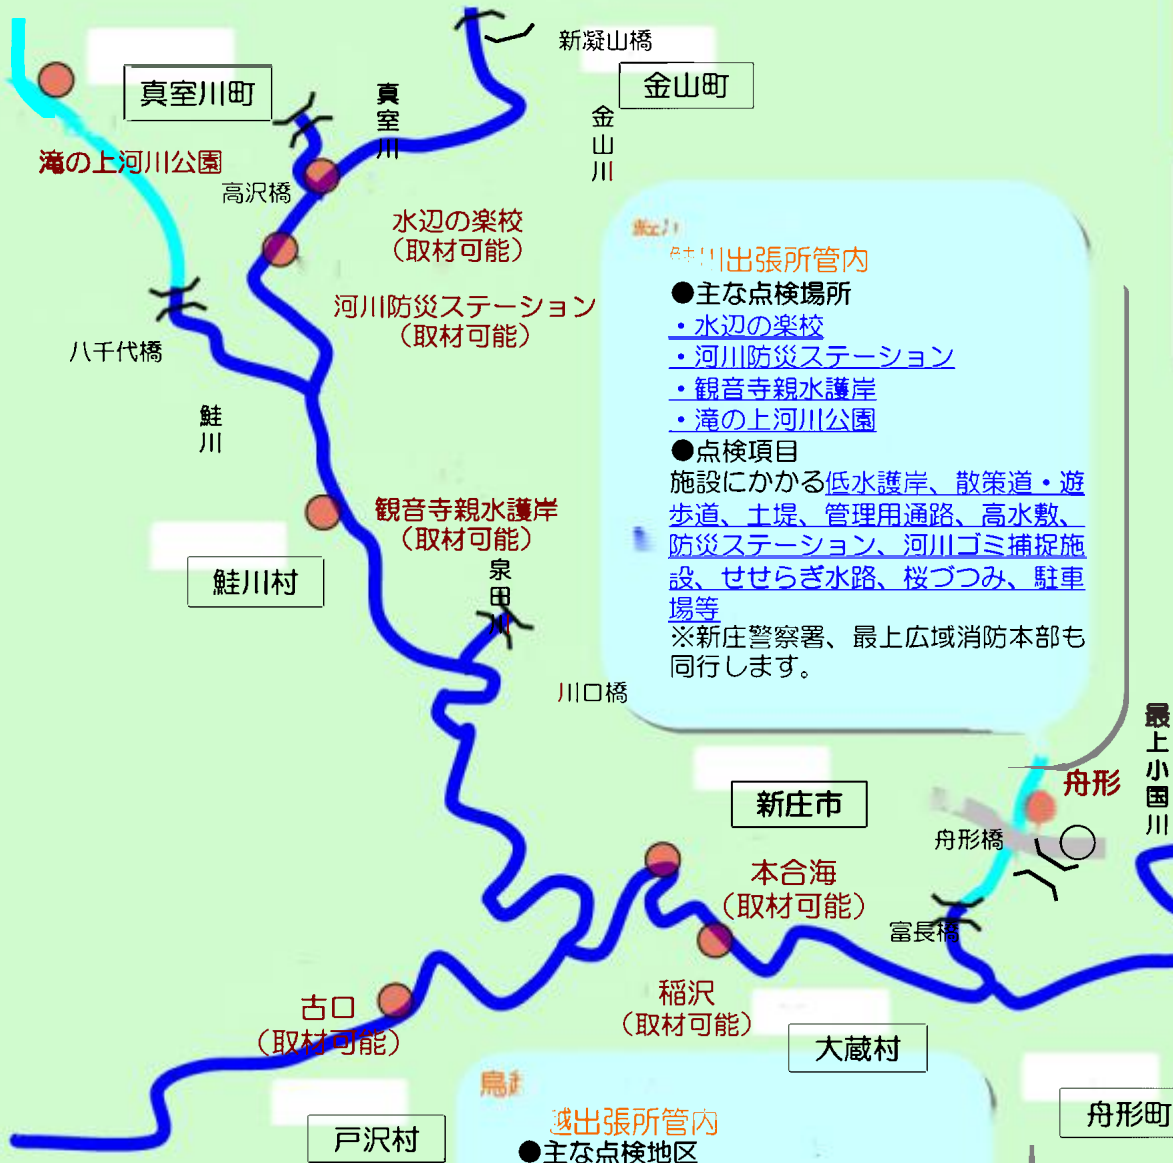 新凝山橋
真室川町
金山町
真室川
金山川
滝の上河川公園
高沢橋
水辺の楽校
（取材可能）
河川防災ステーション
（取材可能）
八千代橋
鮭川
観音寺親水護岸
（取材可能）
鮭川村
泉田川
川口橋
鮭川出張所管内
●主な点検場所
・水辺の楽校
・河川防災ステーション
・観音寺親水護岸
・滝の上河川公園
●点検項目
施設にかかる低水護岸、散策道・遊
歩道、土堤、管理用通路、高水敷、
防災ステーション、河川ゴミ捕捉施
設、せせらぎ水路、桜づつみ、駐車
場等
※新庄警察署、最上広域消防本部も
同行します。
最上小国川
舟形
新庄市
舟形橋
本合海
（取材可能）
富長橋
稲沢
（取材可能）
古口
（取材可能）
大蔵村
舟形町
戸沢村
越出張所管内
●主な点検地区